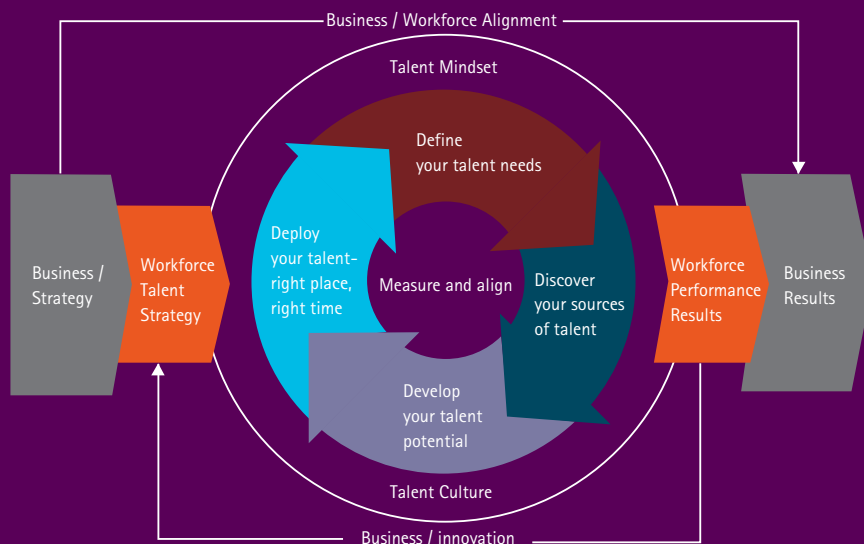 Business / Workforce Alignment
Talent Mindset
Define
your talent needs
Deploy
your talent-
right place,
right time
Measure and align
Discover
your sources
of talent
Develop
your talent
potential
Talent Culture
Business /
Strategy
Workforce
Talent
Strategy
Workforce
Performance
Results
Business
Results
Business / innovation